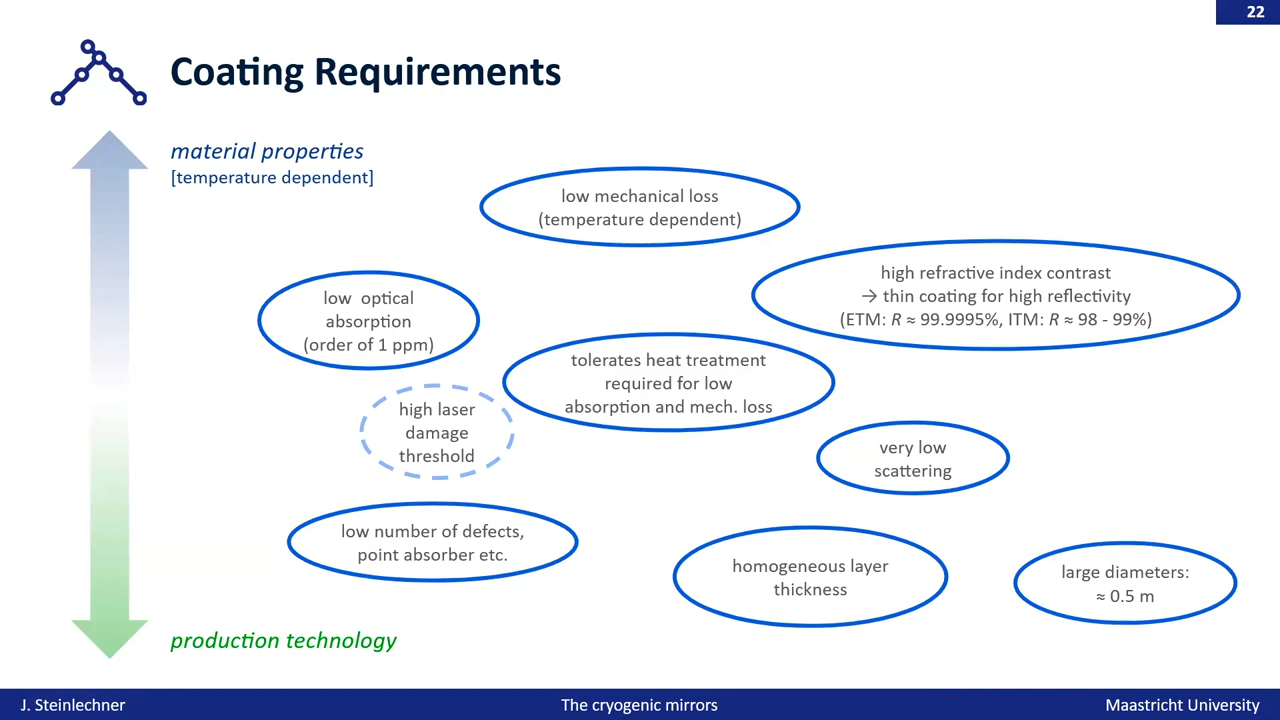 22
Coating Requirements
material properties
[temperature dependent]
low mechanical loss
(temperature dependent)
high refractive index contrast
→ thin coating for high reflectivity
(ETM: R ≈ 99.9995%, ITM: R ≈ 98 - 99%)
low optical
absorption
(order of 1 ppm)
tolerates heat treatment
required for low
absorption and mech. loss
high laser
damage
threshold
very low
scattering
low number of defects,
point absorber etc.
homogeneous layer
thickness
large diameters:
≈ 0.5 m
production technology
J. Steinlechner
The cryogenic mirrors
Maastricht University